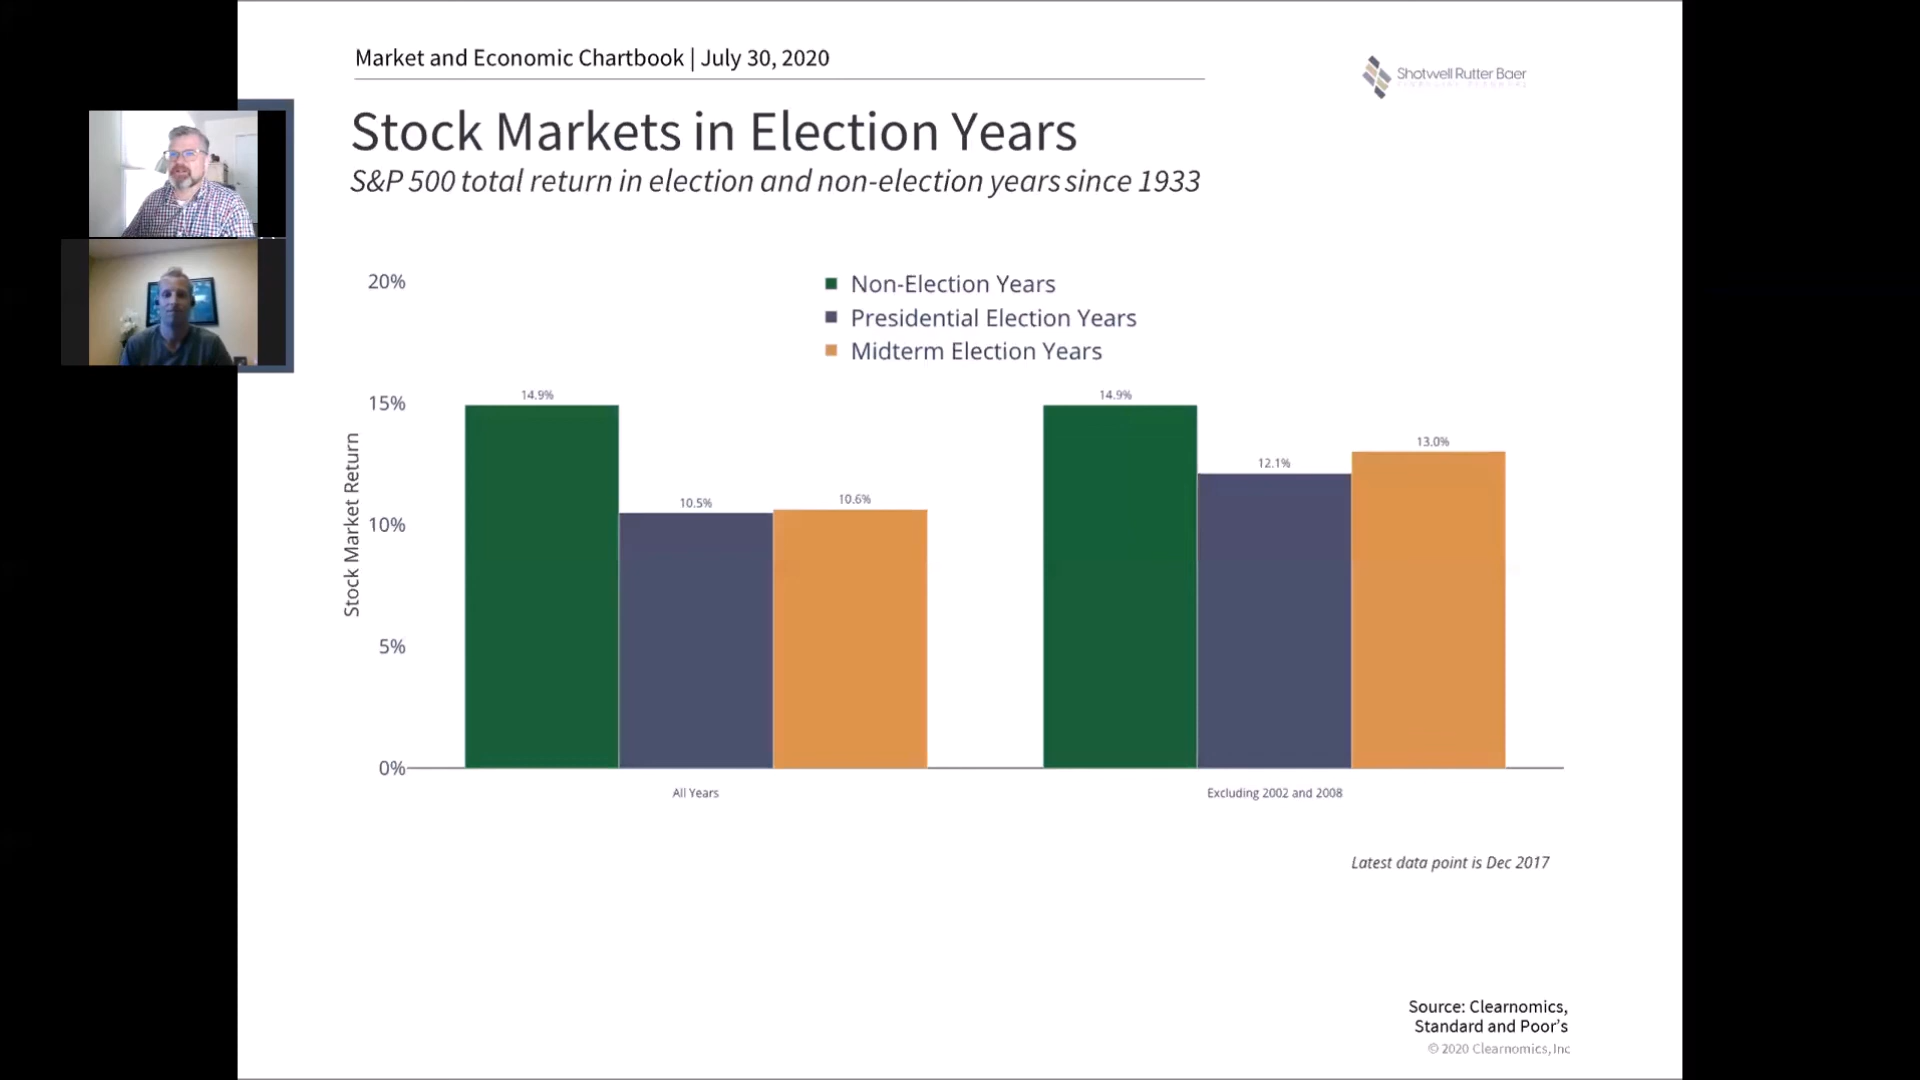 Market and Economic Chartbook | July 30, 2020
Shotwell Rutter Baer
Stock Markets in Election Years
S&P 500 total return in election and non-election years since 1933
Non-Election Years
Presidential Election Years
Midterm Election Years
20%
15%
10%
5%
0%
Stock Market Return
14.9%
10.5%
10.6%
14.9%
12.1%
13.0%
All Years
Excluding 2002 and 2008
Latest data point is Dec 2017
Source: Clearnomics,
Standard and Poor's
© 2020 Clearnomics, Inc